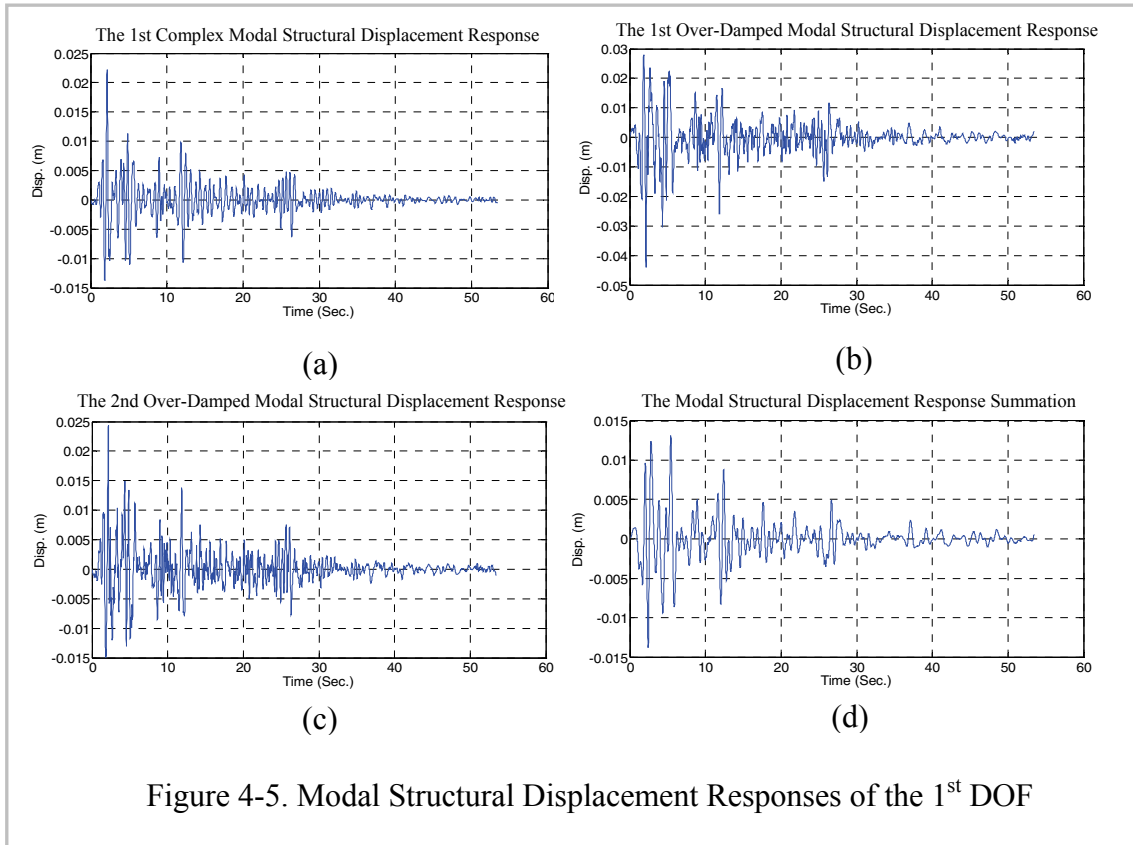 The 1st Complex Modal Structural Displacement Response
0.025
0.02
0.015
0.01
0.005
0
-0.005
-0.01
-0.015
Disp. (m)
0 10 20 30 40 50 60
Time (Sec.)
(a)
The 1st Over-Damped Modal Structural Displacement Response
0.03
0.02
0.01
0
-0.01
-0.02
0.03
-0.04
-0.05
Disp. (m)
0 10 20 30 40 50 60
Time (Sec.)
(b)
The 2nd Over-Damped Modal Structural Displacement Response
0.025
0.02
0.015
0.01
0.005
0
-0.005
-0.01
-0.015
Disp. (m)
0 10 20 30 40 50 60
Time (Sec.)
(c)
The Modal Structural Displacement Response Summation
0.015
0.01
0.005
0
-0.005
-0.01
-0.015
Disp. (m)
0 10 20 30 40 50 60
Time (Sec.)
(d)
Figure 4-5. Modal Structural Displacement Responses of the 1st DOF